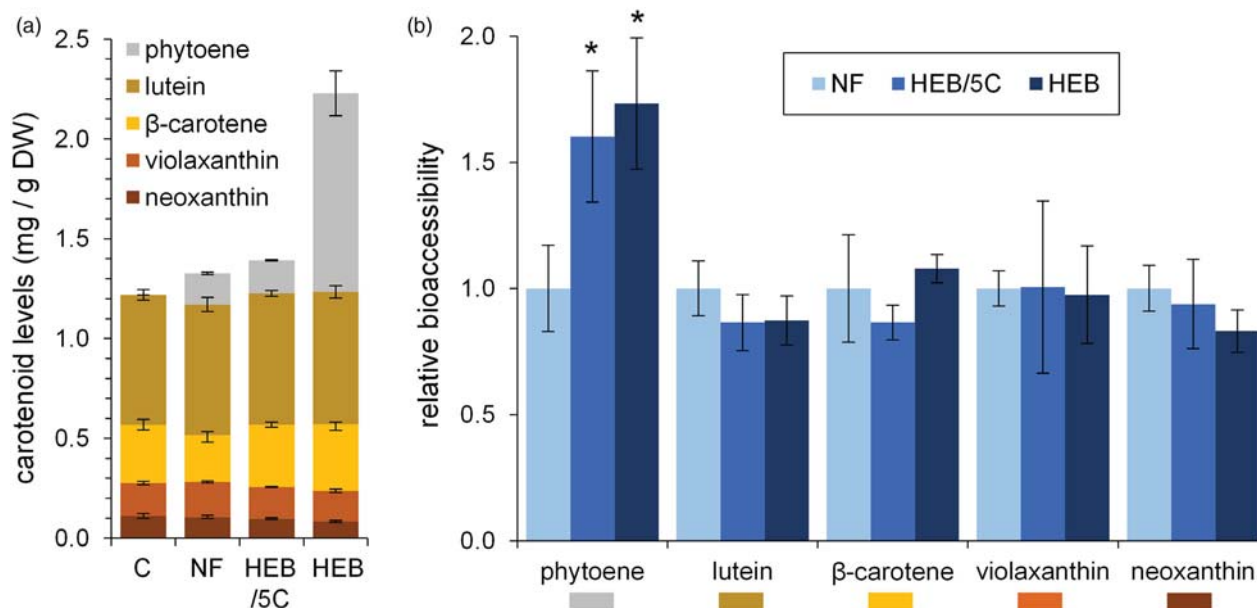 (a)
carotenoid levels (mg / g DW)
2.5
2.0
1.5
1.0
0.5
0.0
phytoene
lutein
β-carotene
violaxanthin
neoxanthin
C
NF
HEB
/5C
HEB
(b)
relative bioaccessibility
2.0
1.5
1.0
0.5
0.0
*
*
NF
HEB/5C
HEB
phytoene
lutein
β-carotene
violaxanthin
neoxanthin